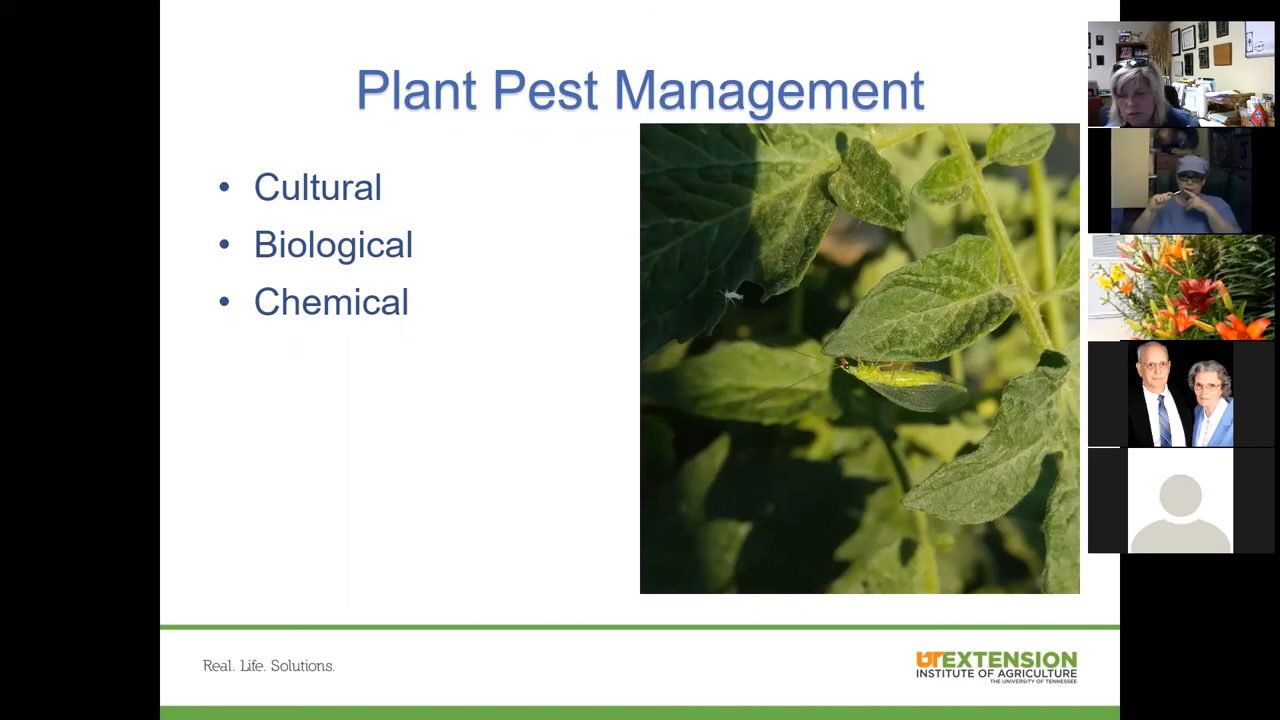 Plant Pest Management
• Cultural
• Biological
• Chemical
Real. Life. Solutions.
UTEXTENSION
INSTITUTE OF AGRICULTURE
THE UNIVERSITY OF TENNESSEE